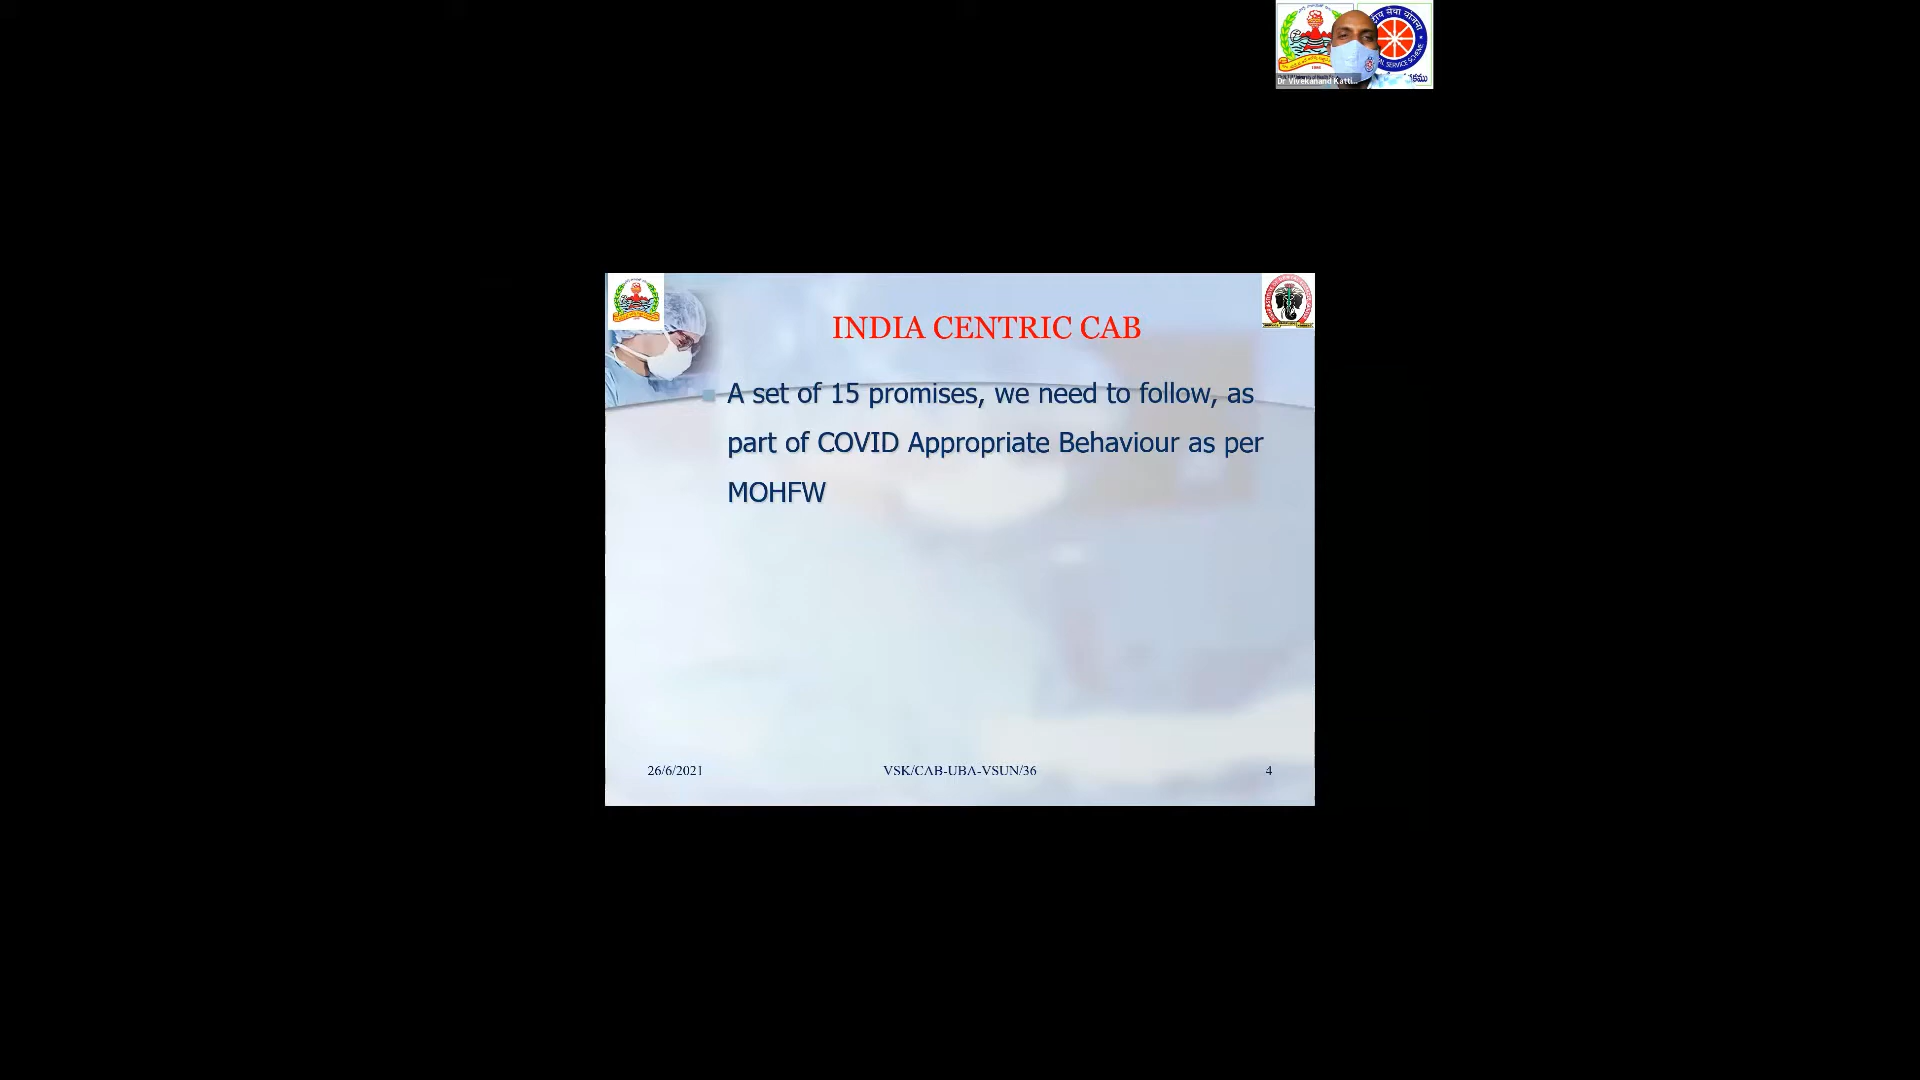 Dr Vivekanand Katti...
INDIA CENTRIC CAB
A set of 15 promises, we need to follow, as
part of COVID Appropriate Behaviour as per
MOHFW
26/6/2021
VSK/CAB-UBA-VSUN/36
4